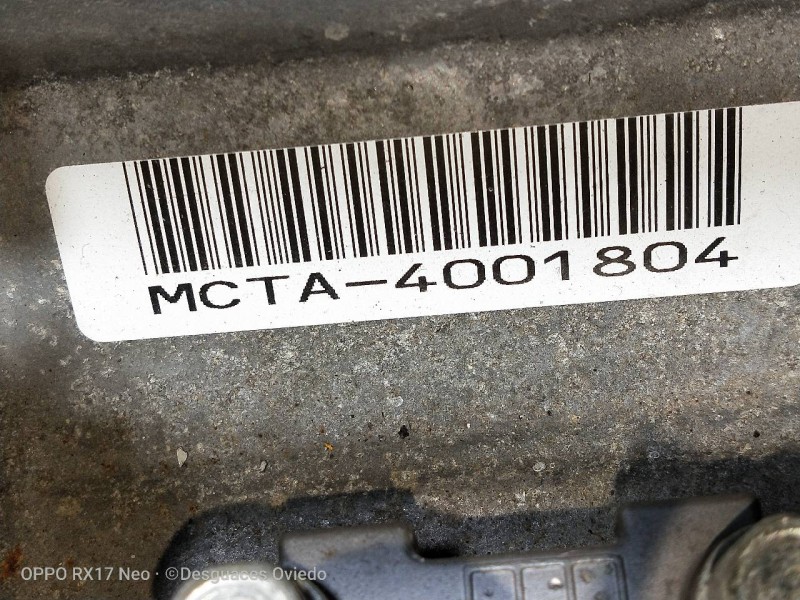 MCTA-4001804
OPPO RX17 Neo · ©Desguaces Oviedo